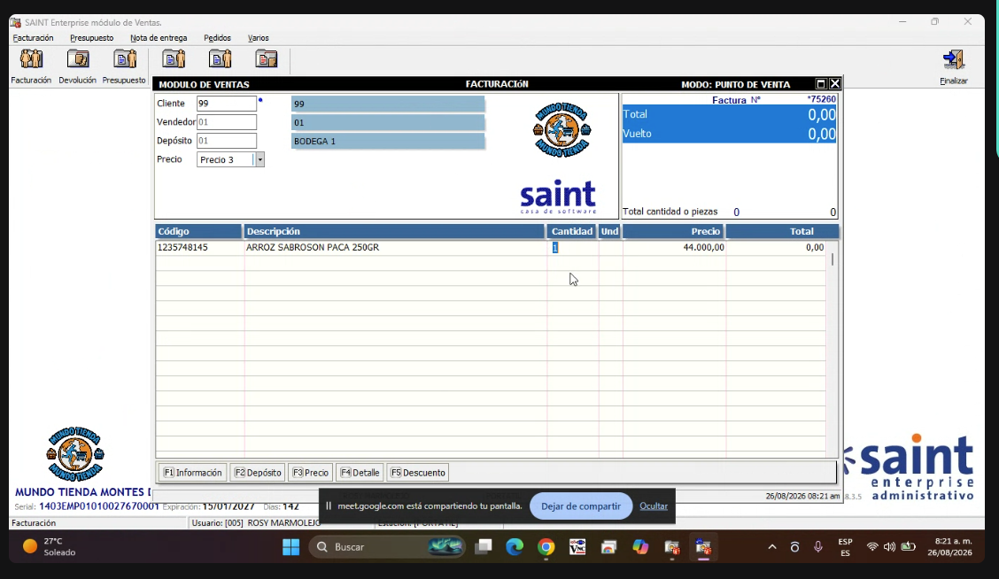 SAINT Enterprise módulo de Ventas.
Facturación Presupuesto Nota de entrega Pedidos Varios
Facturación Devolución Presupuesto Finalizar
MODULO DE VENTAS FACTURACIóN MODO: PUNTO DE VENTA
Cliente 99 99
Vendedor 01 01
Depósito 01 BODEGA 1
Precio Precio 3
MUNDO TIENDA
MUNDO TIENDA
saint
casa de software
Factura Nº *75260
Total 0,00
Vuelto 0,00
Total cantidad o piezas 0 0
Código Descripción Cantidad Und Precio Total
1235748145 ARROZ SABROSON PACA 250GR 1 44.000,00 0,00
F1 Información F2 Depósito F3 Precio F4 Detalle F5 Descuento
26/08/2026 08:21 am
MUNDO TIENDA
MUNDO TIENDA
MUNDO TIENDA MONTES
Serial: 1403EMP01010027670001 Expiración: 15/01/2027 Dias: 142
saint
enterprise
8.3.5 administrativo
meet.google.com está compartiendo tu pantalla. Dejar de compartir Ocultar
Facturación Usuario: [005] ROSY MARMOLEJO Estación: [PORTATIL]
27°C
Soleado
Buscar
ESP
ES
8:21 a. m.
26/08/2026